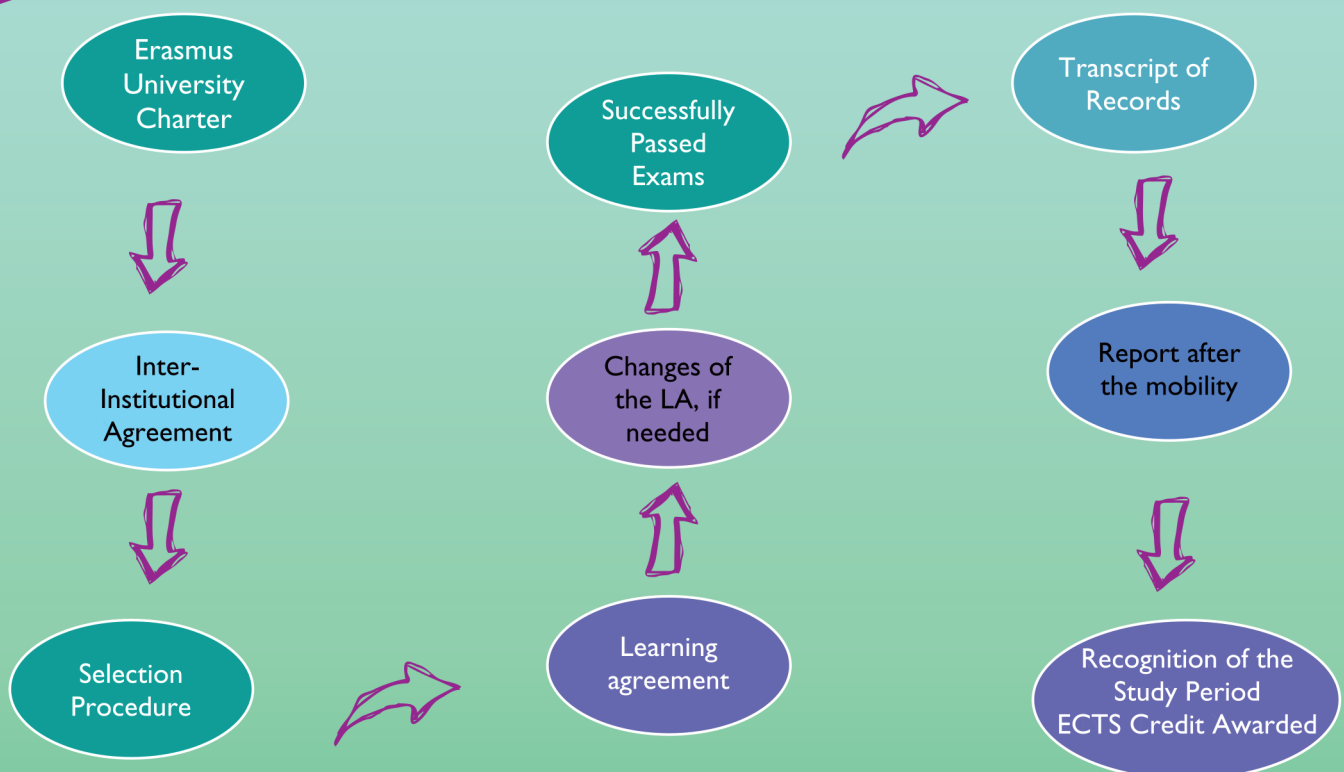 Erasmus
University
Charter
Inter-
Institutional
Agreement
Selection
Procedure
Learning
agreement
Changes of
the LA, if
needed
Successfully
Passed
Exams
Transcript of
Records
Report after
the mobility
Recognition of the
Study Period
ECTS Credit Awarded